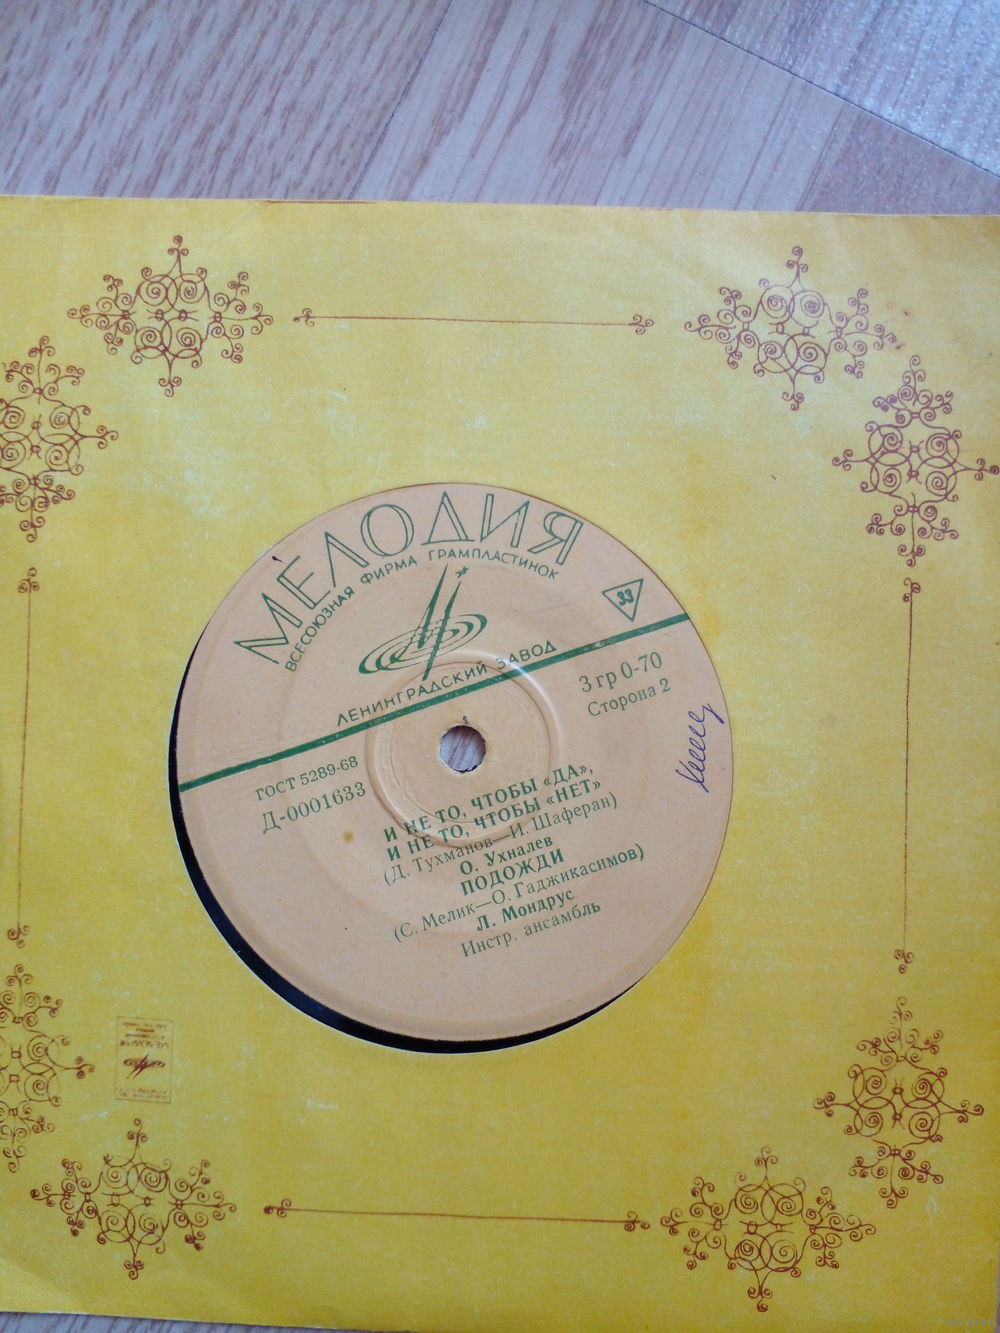 МЕЛОДИЯ
ВСЕСОЮЗНАЯ ФИРМА ГРАМПЛАСТИНОК
33
ЛЕНИНГРАДСКИЙ ЗАВОД
3 гр 0-70
Сторона 2
ГОСТ 5289-68
Д-0001633
И НЕ ТО, ЧТОБЫ «ДА»,
И НЕ ТО, ЧТОБЫ «НЕТ»
(Д. Тухманов—И. Шаферан)
О. Ухналев
ПОДОЖДИ
(С. Мелик—О. Гаджикасимов)
Л. Мондрус
Инстр. ансамбль
МЕЛОДИЯ